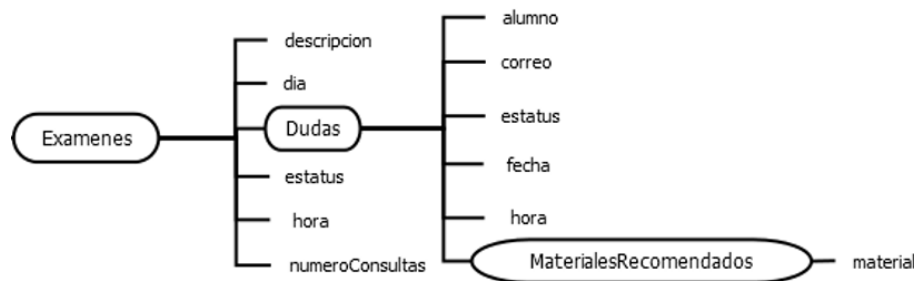 alumno
descripcion
correo
dia
estatus
Dudas
Examenes
fecha
estatus
hora
hora
MaterialesRecomendados
material
numeroConsultas